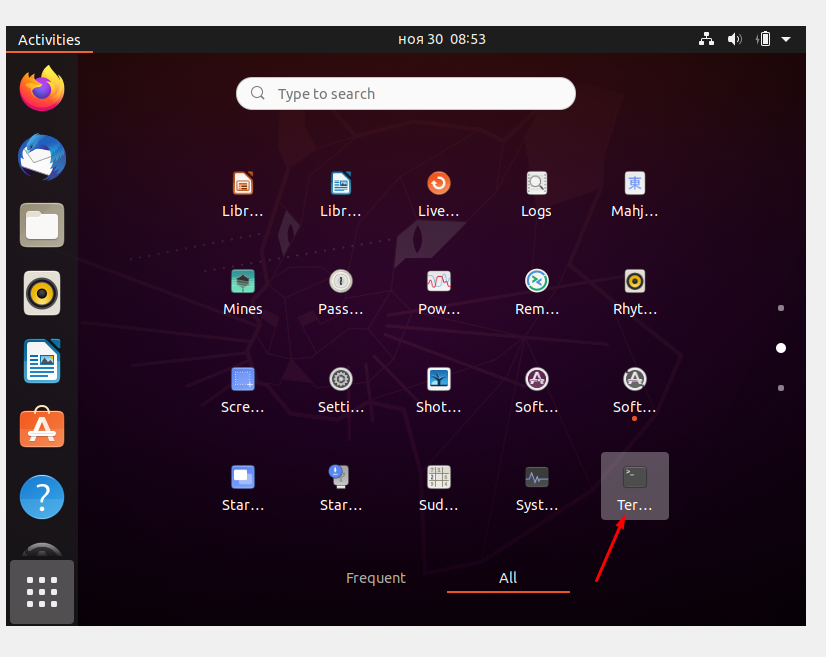 Activities
ноя 30 08:53
Type to search
Libr...
Libr...
Live...
Logs
Mahj...
Mines
Pass...
Pow...
Rem...
Rhyt...
Scre...
Setti...
Shot...
Soft...
Soft...
Star...
Star...
Sud...
Syst...
Ter...
Frequent
All